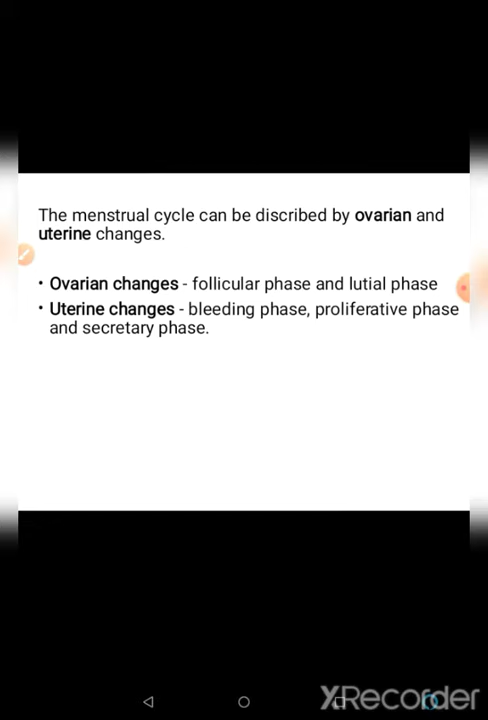 The menstrual cycle can be discribed by ovarian and
uterine changes.
• Ovarian changes - follicular phase and lutial phase
• Uterine changes - bleeding phase, proliferative phase
and secretary phase.
XRecorder